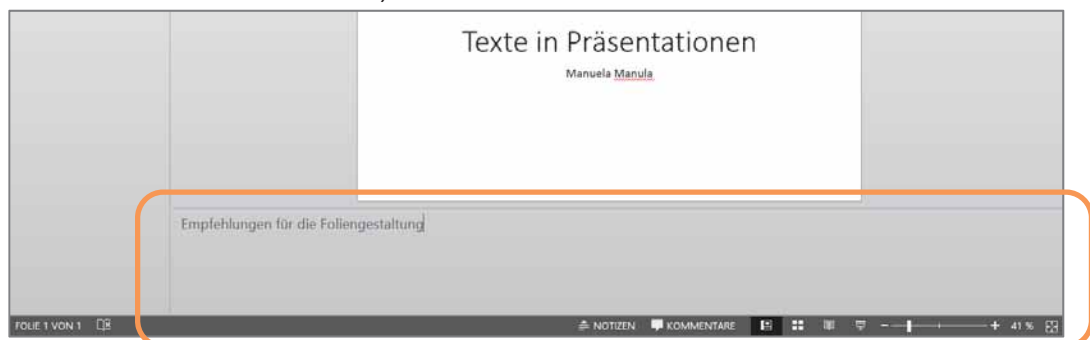 Texte in Präsentationen
Manuela Manula
Empfehlungen für die Foliengestaltung
FOLIE 1 VON 1 NOTIZEN KOMMENTARE 41 %